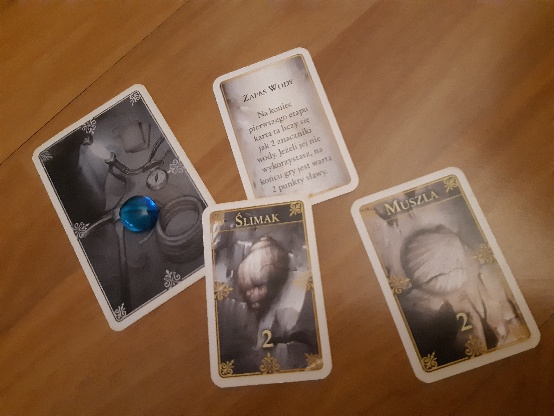 Zapas Wody
Na koniec
pierwszego etapu
karta ta liczy się
jak 2 znaczniki
wody. Jeżeli jej nie
wykorzystasz, na
końcu gry jest warta
2 punkty sławy.
Ślimak
2
Muszla
2